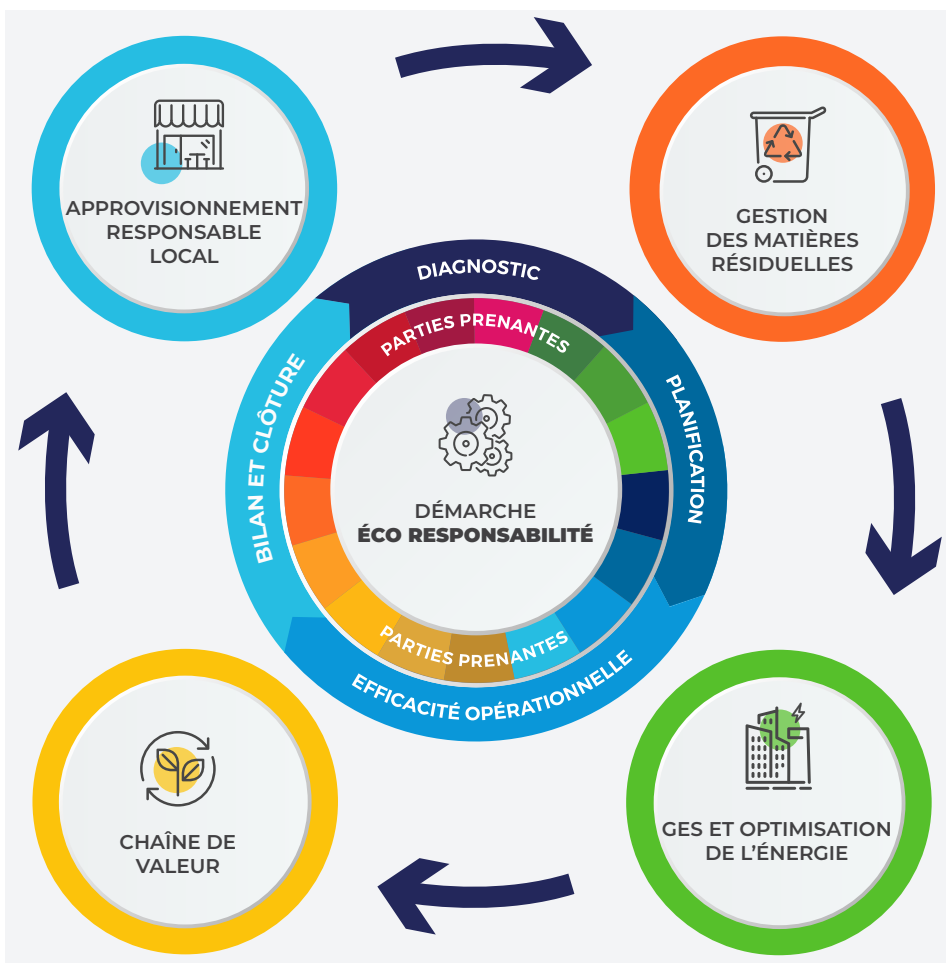 APPROVISIONNEMENT
RESPONSABLE
LOCAL
GESTION
DES MATIÈRES
RÉSIDUELLES
DIAGNOSTIC
PARTIES PRENANTES
PLANIFICATION
BILAN ET CLÔTURE
DÉMARCHE
ÉCO RESPONSABILITÉ
PARTIES PRENANTES
EFFICACITÉ OPÉRATIONNELLE
CHAÎNE DE
VALEUR
GES ET OPTIMISATION
DE L’ÉNERGIE